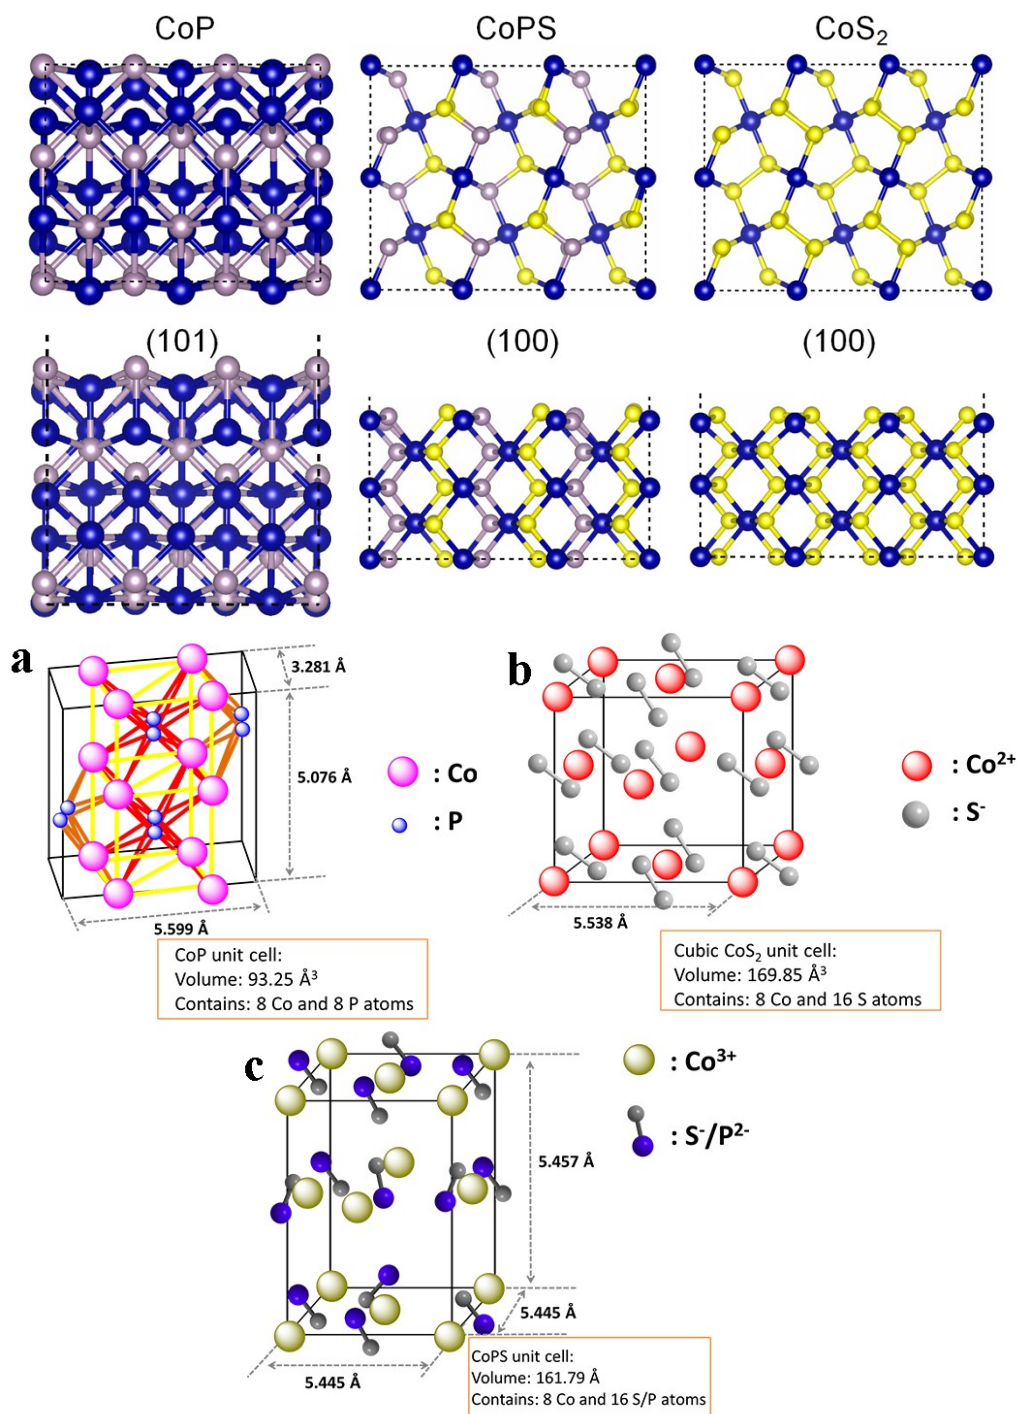 CoP
CoPS
CoS₂
(101)
(100)
(100)
a
3.281 Å
5.076 Å
5.599 Å
: Co
: P
CoP unit cell:
Volume: 93.25 Å³
Contains: 8 Co and 8 P atoms
b
: Co²⁺
: S⁻
5.538 Å
Cubic CoS₂ unit cell:
Volume: 169.85 Å³
Contains: 8 Co and 16 S atoms
c
: Co³⁺
: S⁻/P²⁻
5.457 Å
5.445 Å
5.445 Å
CoPS unit cell:
Volume: 161.79 Å
Contains: 8 Co and 16 S/P atoms